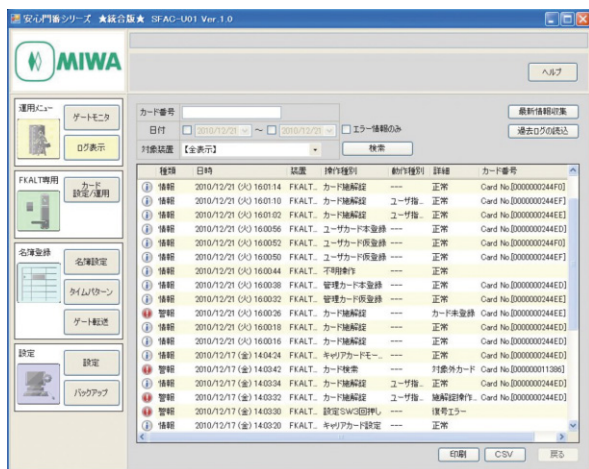 安心門番シリーズ ★統合版★ SFAC-U01 Ver.1.0
MIWA
ヘルプ
運用メニュー
ゲートモニタ
ログ表示
FKALT専用
カード
設定/運用
名簿登録
名簿設定
タイムパターン
ゲート転送
設定
設定
バックアップ
カード番号
最新情報収集
日付 2010/12/21 ~ 2010/12/21 エラー情報のみ
過去ログの読込
対象装置 【全表示】 検索
種類 日時 装置 操作種別 動作種別 詳細 カード番号
情報 2010/12/21 (火) 16:01:14 FKALT... カード施解錠 --- 正常 Card No.[0000000244F0]
情報 2010/12/21 (火) 16:01:10 FKALT... カード施解錠 ユーザ指... 正常 Card No.[0000000244EF]
情報 2010/12/21 (火) 16:01:02 FKALT... カード施解錠 ユーザ指... 正常 Card No.[0000000244EE]
情報 2010/12/21 (火) 16:00:56 FKALT... ユーザカード本登録 --- 正常 Card No.[0000000244ED]
情報 2010/12/21 (火) 16:00:52 FKALT... ユーザカード仮登録 --- 正常 Card No.[0000000244F0]
情報 2010/12/21 (火) 16:00:50 FKALT... ユーザカード仮登録 --- 正常 Card No.[0000000244EF]
情報 2010/12/21 (火) 16:00:44 FKALT... 不明操作 --- 正常
情報 2010/12/21 (火) 16:00:38 FKALT... 管理カード本登録 --- 正常 Card No.[0000000244ED]
情報 2010/12/21 (火) 16:00:32 FKALT... 管理カード仮登録 --- 正常 Card No.[0000000244EE]
警報 2010/12/21 (火) 16:00:26 FKALT... カード施解錠 --- カード未登録 Card No.[0000000244EE]
情報 2010/12/21 (火) 16:00:18 FKALT... カード施解錠 --- 正常 Card No.[0000000244ED]
情報 2010/12/21 (火) 16:00:16 FKALT... カード施解錠 --- 正常 Card No.[0000000244ED]
情報 2010/12/17 (金) 14:04:24 FKALT... キャリアカードモー... --- 正常 Card No.[0000000244ED]
警報 2010/12/17 (金) 14:03:42 FKALT... カード検索 --- 対象外カード Card No.[000000011386]
情報 2010/12/17 (金) 14:03:34 FKALT... カード施解錠 ユーザ指... 正常 Card No.[0000000244ED]
警報 2010/12/17 (金) 14:03:32 FKALT... カード施解錠 ユーザ指... 施解錠操作... Card No.[0000000244ED]
警報 2010/12/17 (金) 14:03:30 FKALT... 設定SW3回押し --- 復号エラー
情報 2010/12/17 (金) 14:03:20 FKALT... キャリアカード設定 --- 正常
印刷 CSV 戻る